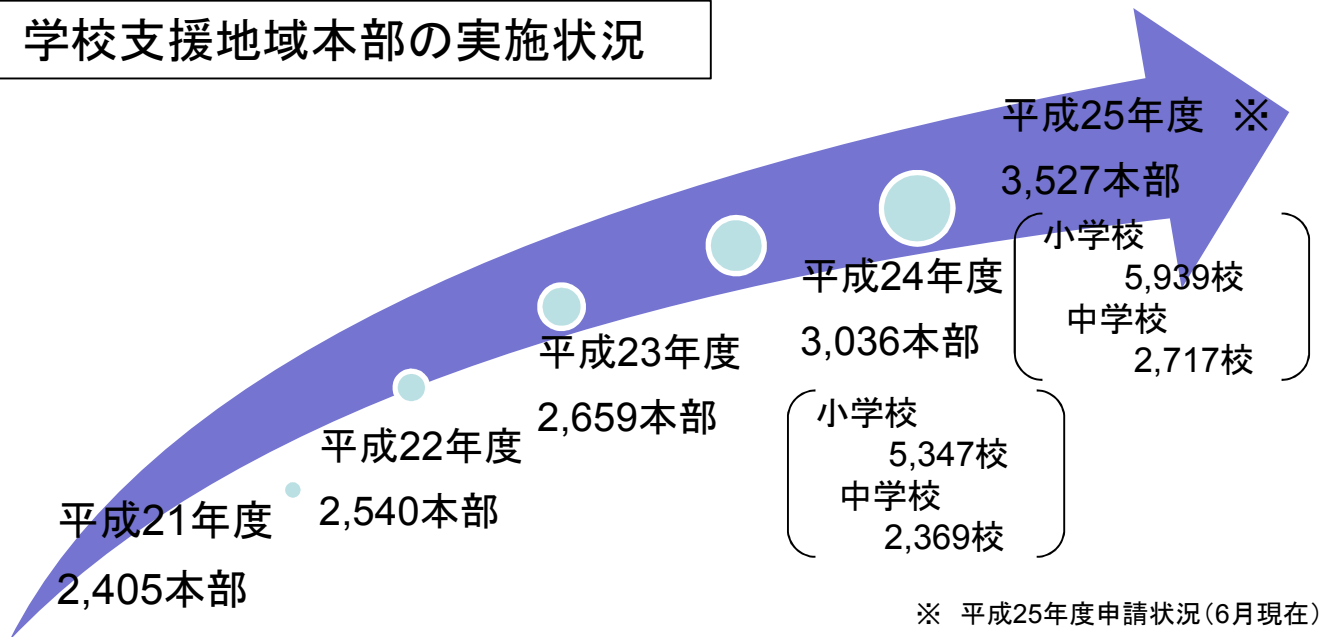 学校支援地域本部の実施状況
平成21年度
2,405本部
平成22年度
2,540本部
平成23年度
2,659本部
平成24年度
3,036本部
小学校
5,347校
中学校
2,369校
平成25年度 ※
3,527本部
小学校
5,939校
中学校
2,717校
※ 平成25年度申請状況（6月現在）